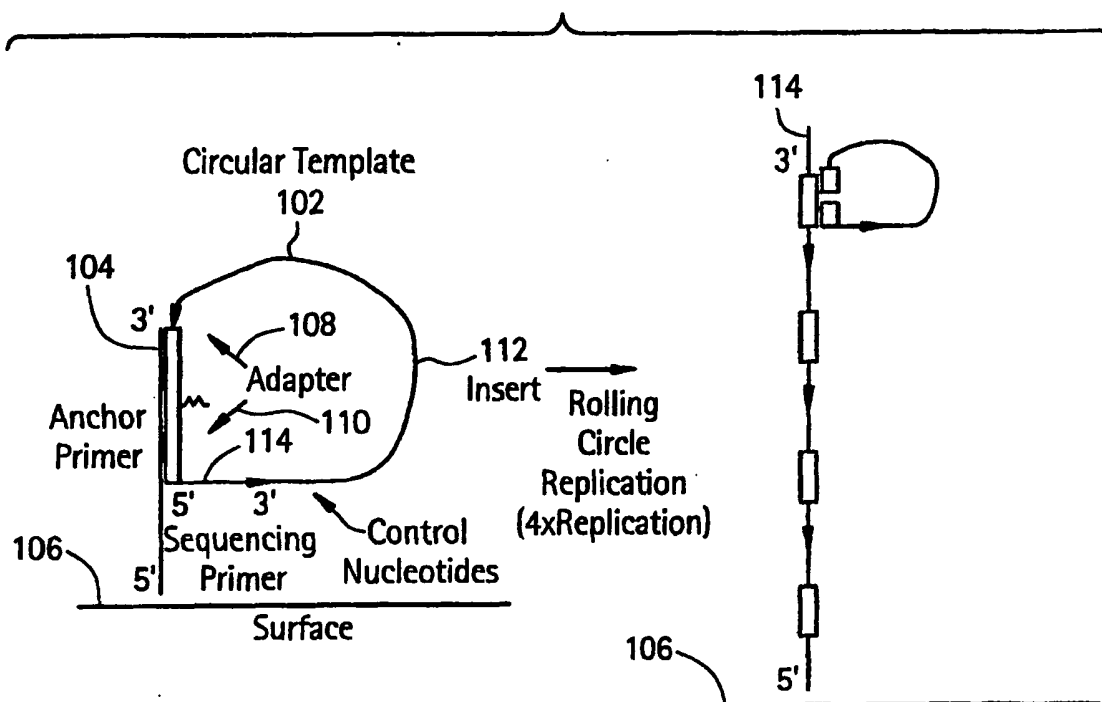 Circular Template
102
104
3'
108
Adapter
110
114
112
Insert
Anchor
Primer
5'
3'
Sequencing
Primer
Control
Nucleotides
106
5'
Surface
Rolling
Circle
Replication
(4xReplication)
114
3'
106
5'